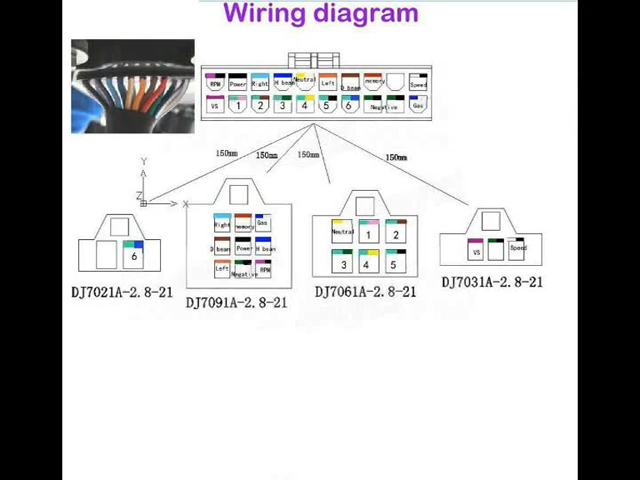 Wiring diagram
RPM Power Right H beam Neutral Left D beam memory Speed
VS 1 2 3 4 5 6 Negative Gas
150mm 150mm 150mm 150mm
Y
Z X
6
DJ7021A-2.8-21
Right memory Gas
D beam Power H beam
Left Negative RPM
DJ7091A-2.8-21
Neutral 1 2
3 4 5
DJ7061A-2.8-21
VS Speed
DJ7031A-2.8-21